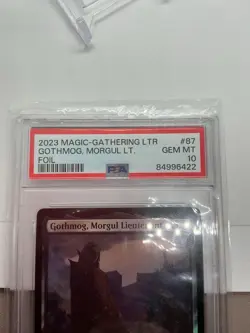 2023 MAGIC-GATHERING LTR #87
GOTHMOG, MORGUL LT. GEM MT
FOIL 10
PSA 84996422
Gothmog, Morgul Lieutenant